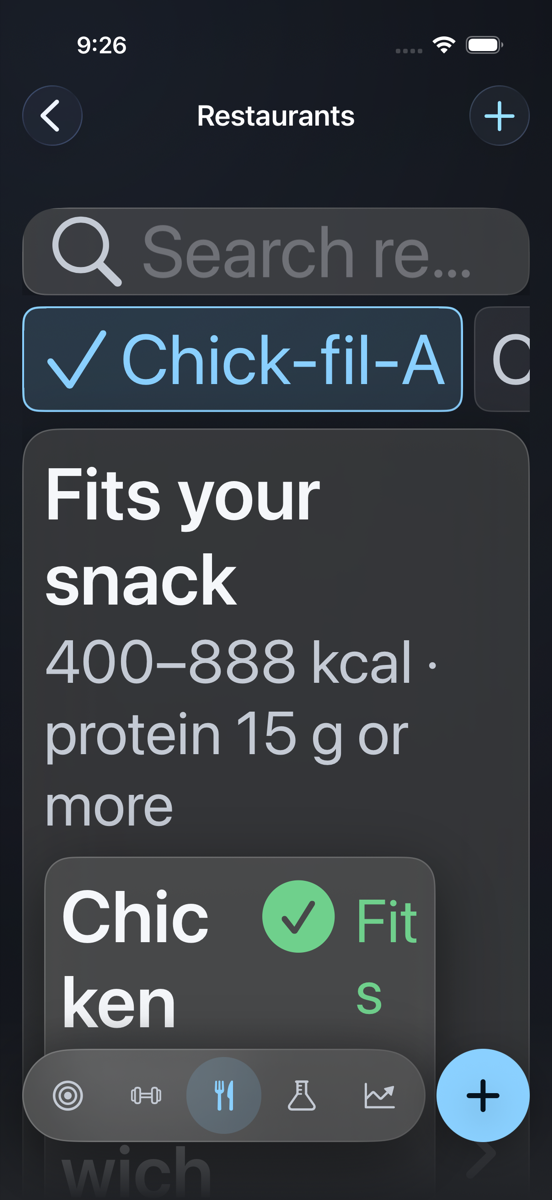 9:26
Restaurants
Search re...
Chick-fil-A
C
Fits your
snack
400–888 kcal ·
protein 15 g or
more
Chic
ken
Fit
s
wich